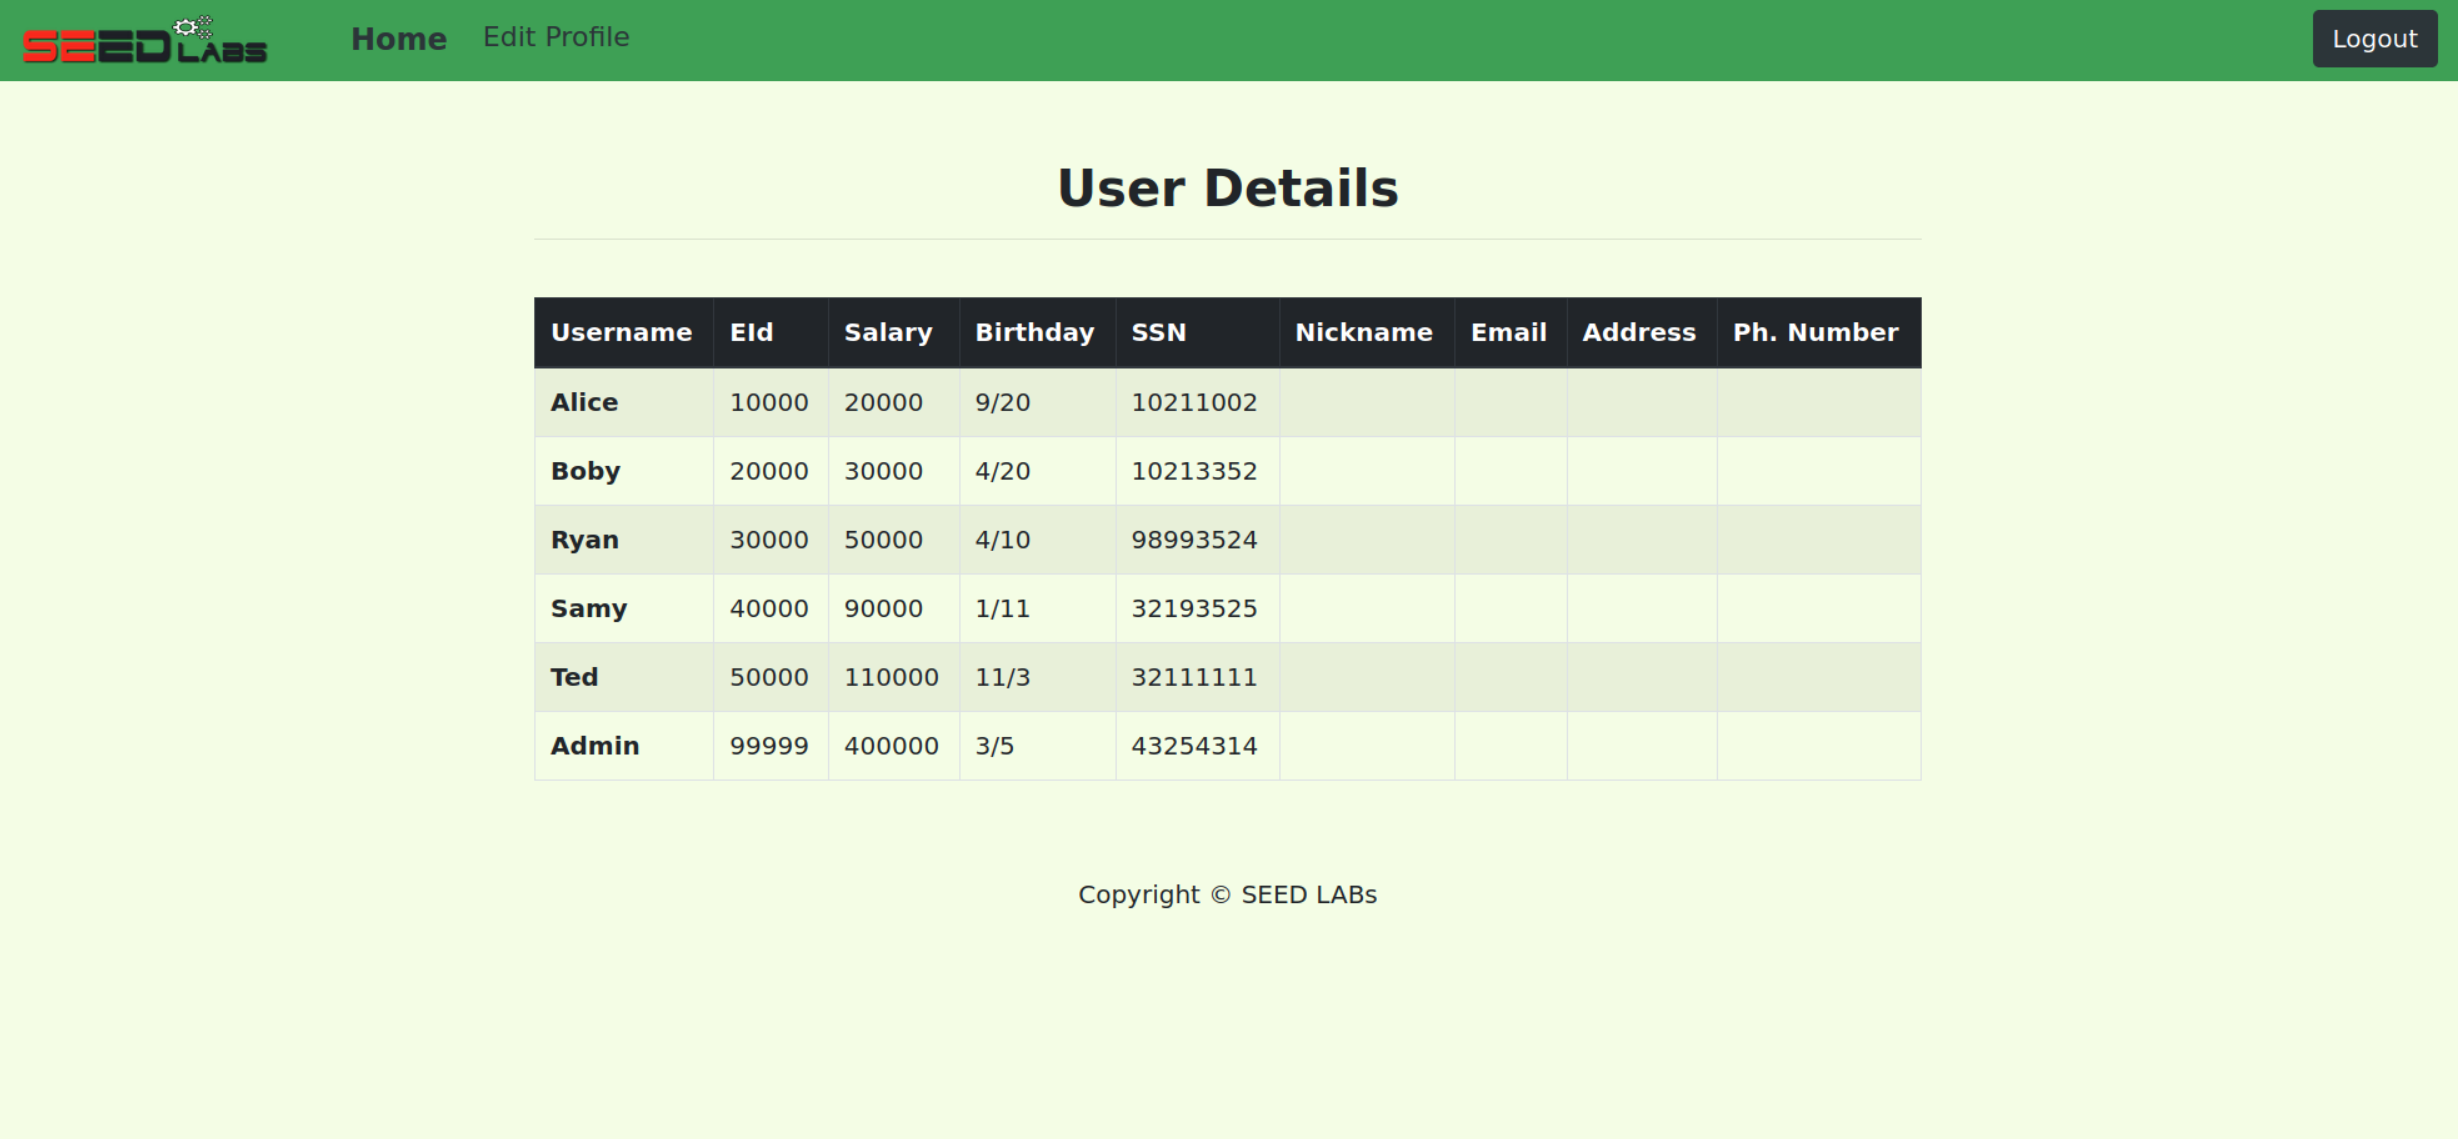 SEED LABS Home Edit Profile Logout
User Details
Username EId Salary Birthday SSN Nickname Email Address Ph. Number
Alice 10000 20000 9/20 10211002
Boby 20000 30000 4/20 10213352
Ryan 30000 50000 4/10 98993524
Samy 40000 90000 1/11 32193525
Ted 50000 110000 11/3 32111111
Admin 99999 400000 3/5 43254314
Copyright © SEED LABs